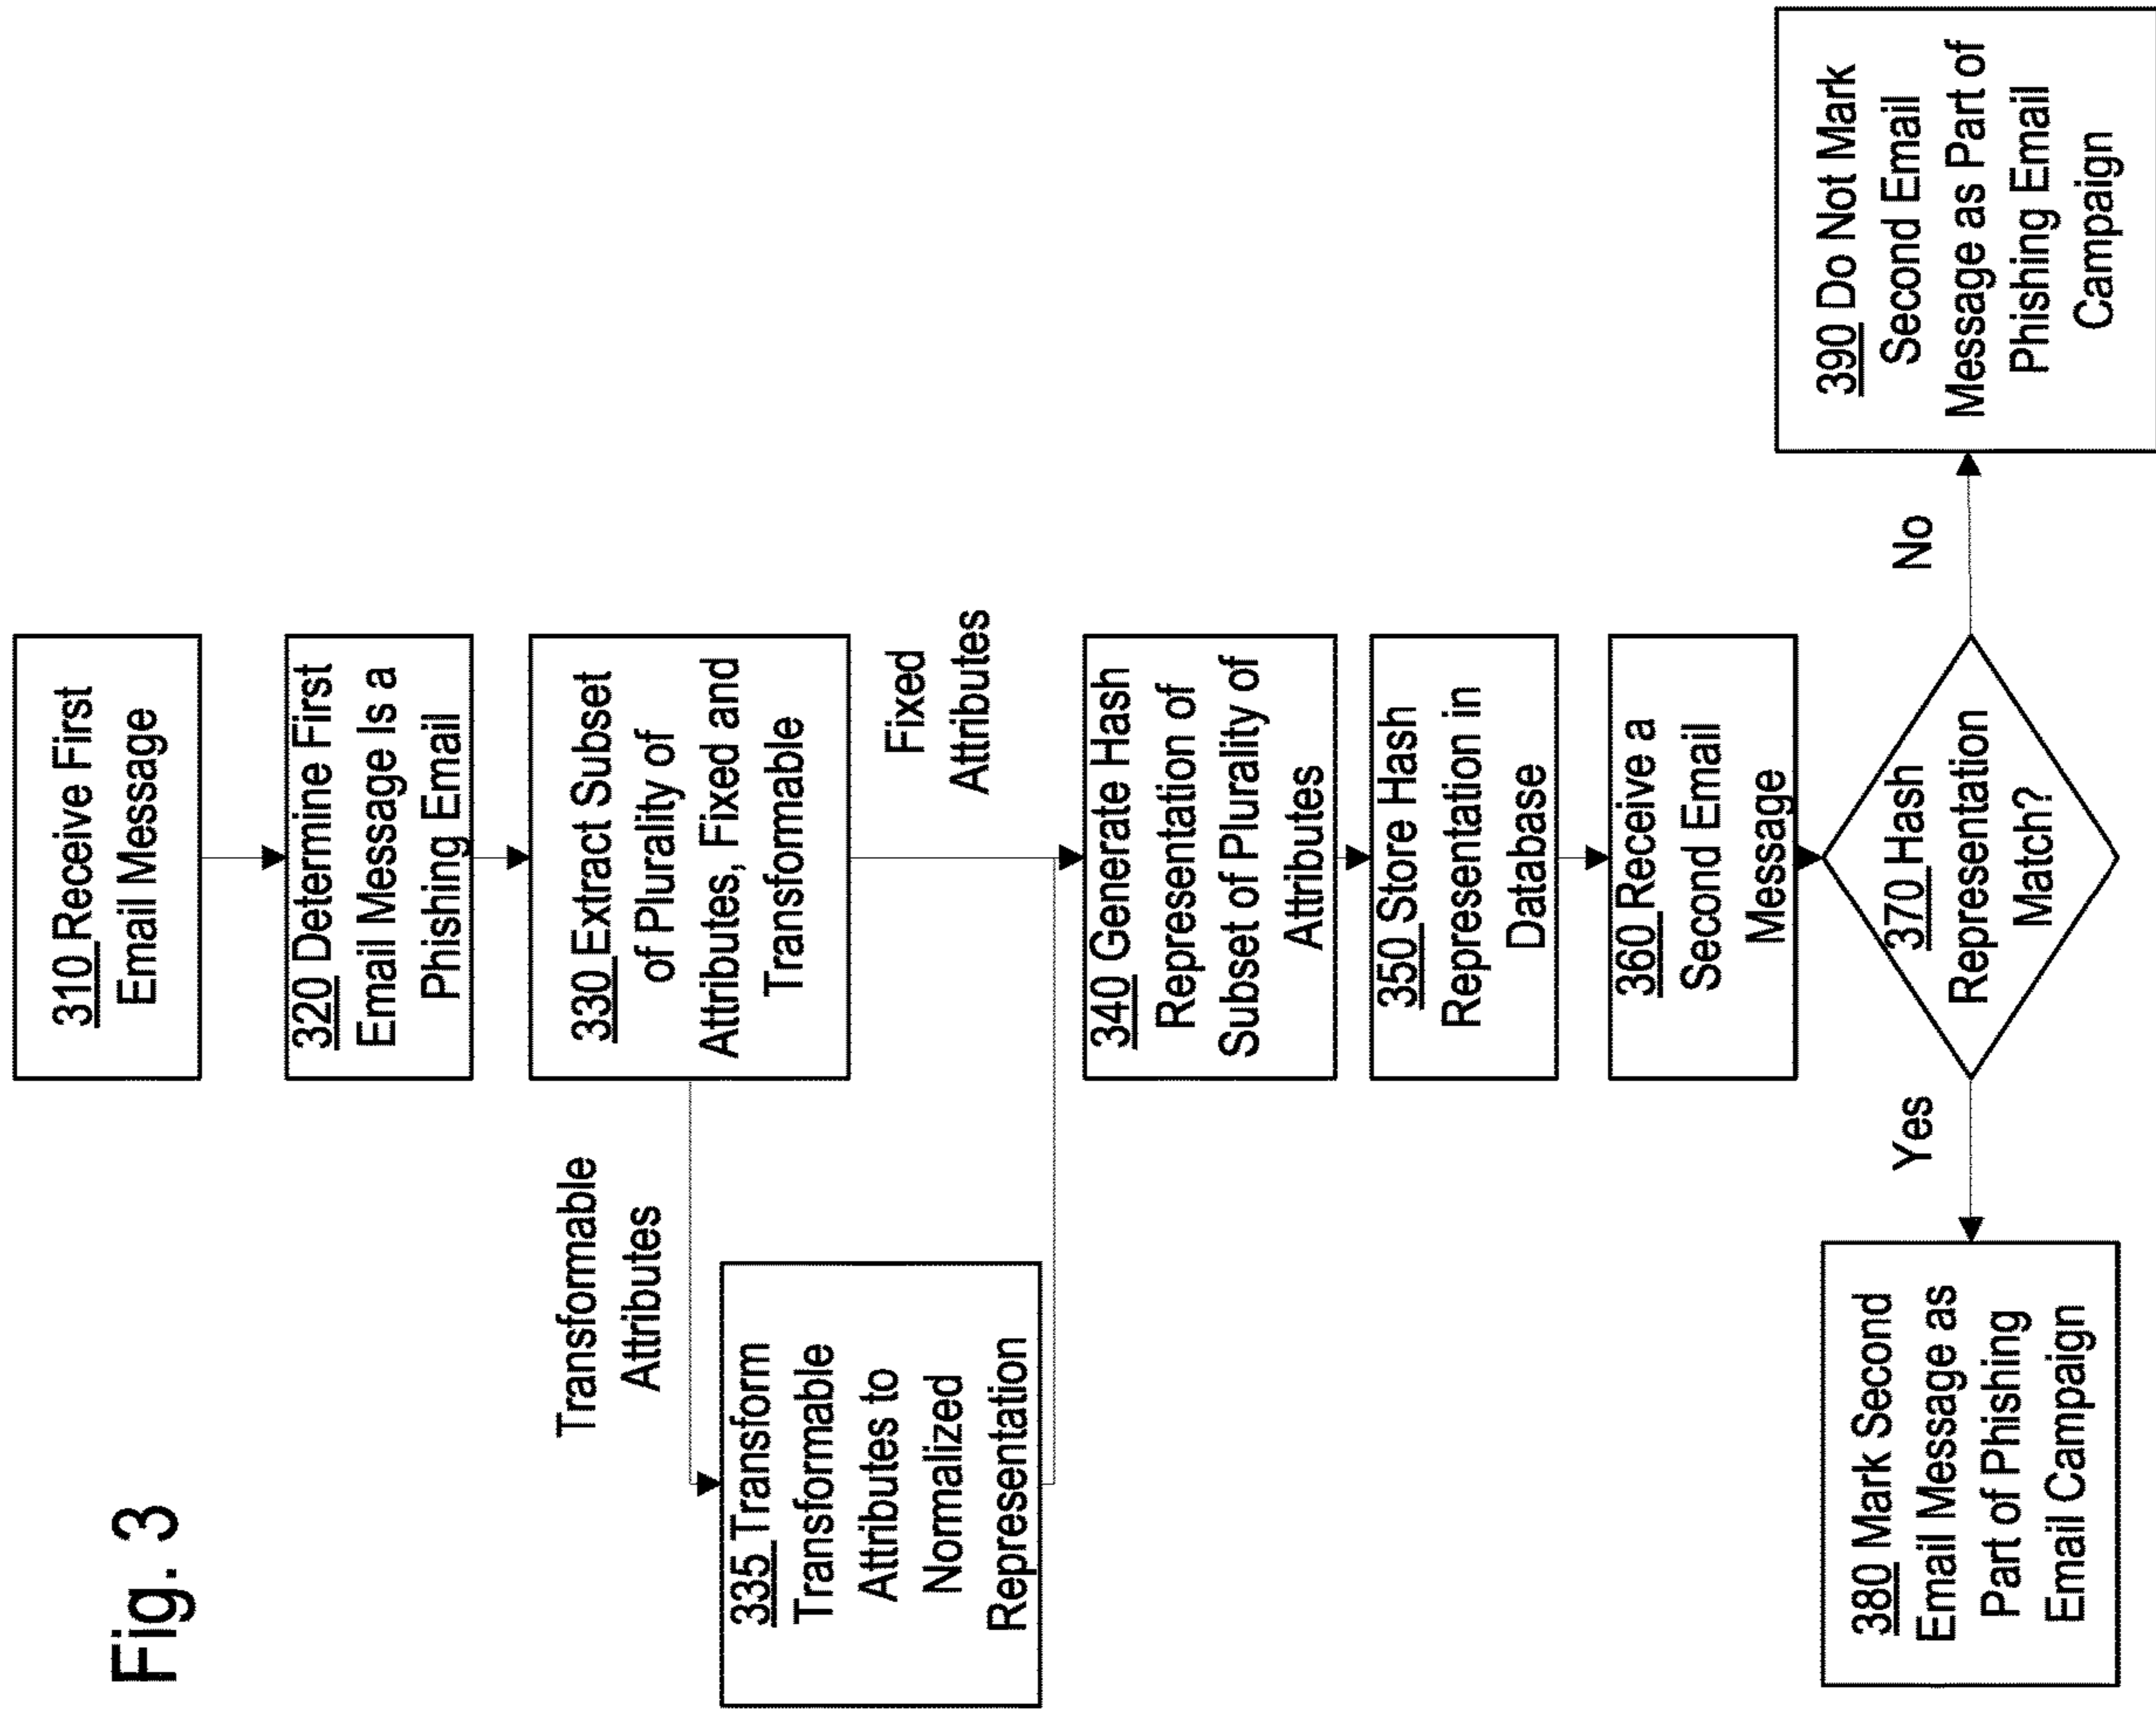 Fig. 3
310 Receive First
Email Message
320 Determine First
Email Message Is a
Phishing Email
330 Extract Subset
of Plurality of
Attributes, Fixed and
Transformable
Transformable
Attributes
335 Transform
Transformable
Attributes to
Normalized
Representation
Fixed
Attributes
340 Generate Hash
Representation of
Subset of Plurality of
Attributes
350 Store Hash
Representation in
Database
360 Receive a
Second Email
Message
370 Hash
Representation
Match?
Yes
No
380 Mark Second
Email Message as
Part of Phishing
Email Campaign
390 Do Not Mark
Second Email
Message as Part of
Phishing Email
Campaign